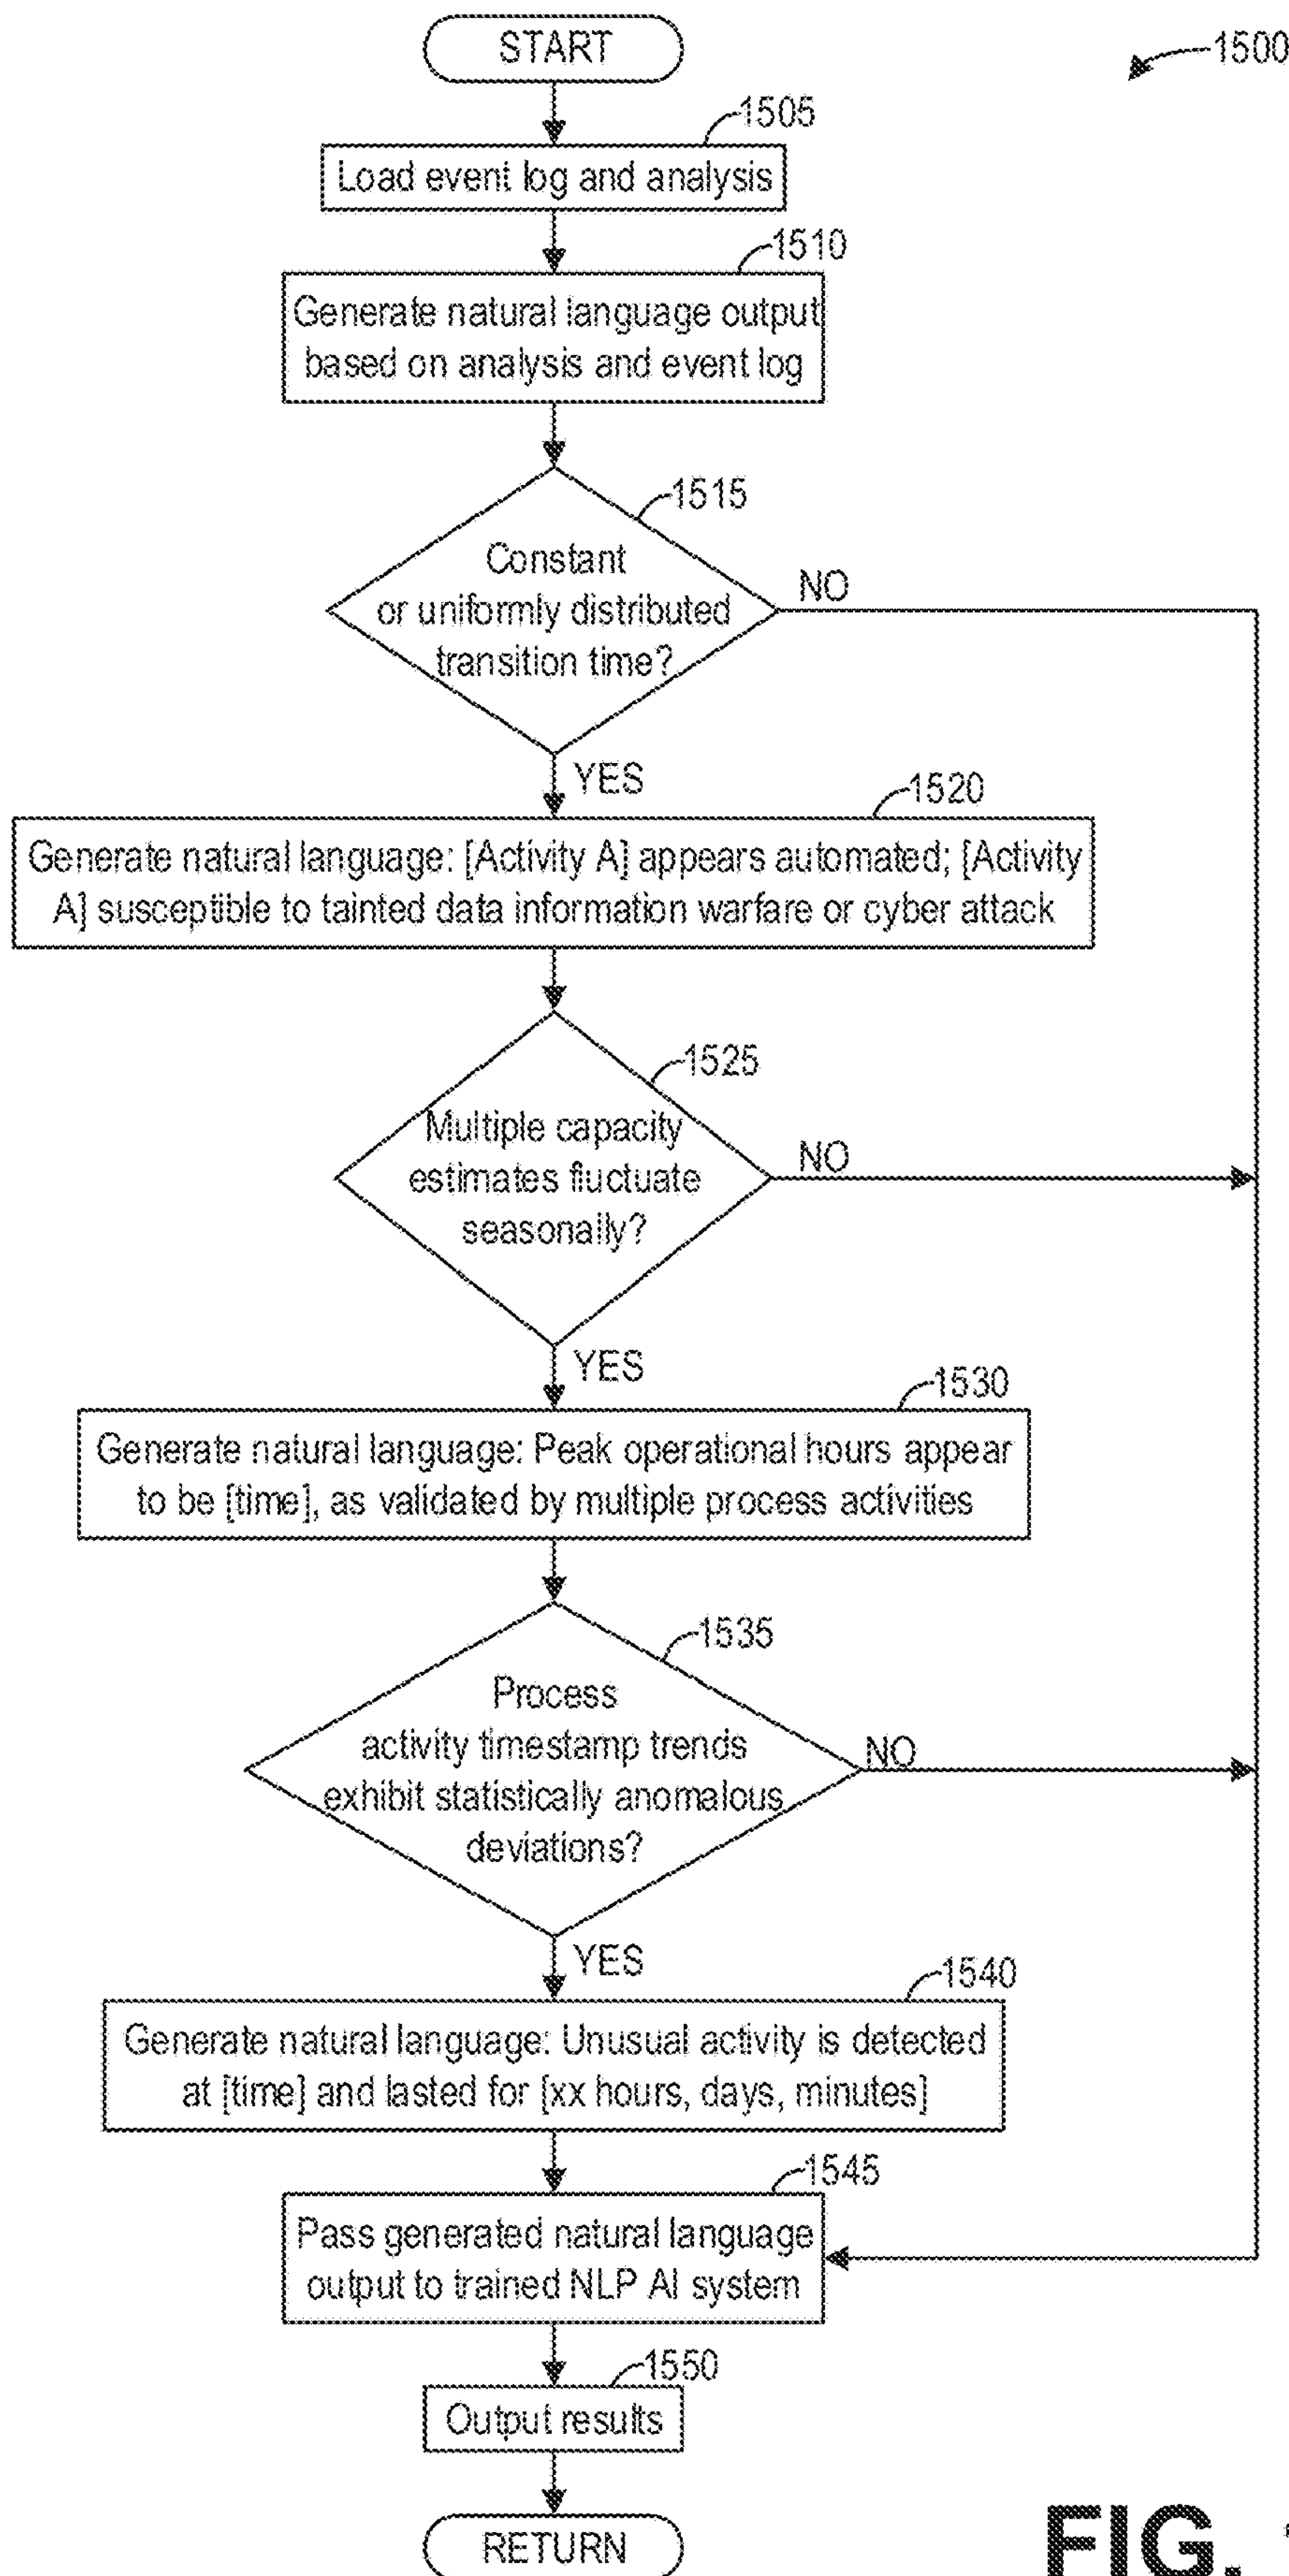 START
1500
1505
Load event log and analysis
1510
Generate natural language output
based on analysis and event log
1515
Constant
or uniformly distributed
transition time?
NO
YES
1520
Generate natural language: [Activity A] appears automated; [Activity
A] susceptible to tainted data information warfare or cyber attack
1525
Multiple capacity
estimates fluctuate
seasonally?
NO
YES
1530
Generate natural language: Peak operational hours appear
to be [time], as validated by multiple process activities
1535
Process
activity timestamp trends
exhibit statistically anomalous
deviations?
NO
YES
1540
Generate natural language: Unusual activity is detected
at [time] and lasted for [xx hours, days, minutes]
1545
Pass generated natural language
output to trained NLP AI system
1550
Output results
RETURN
FIG.